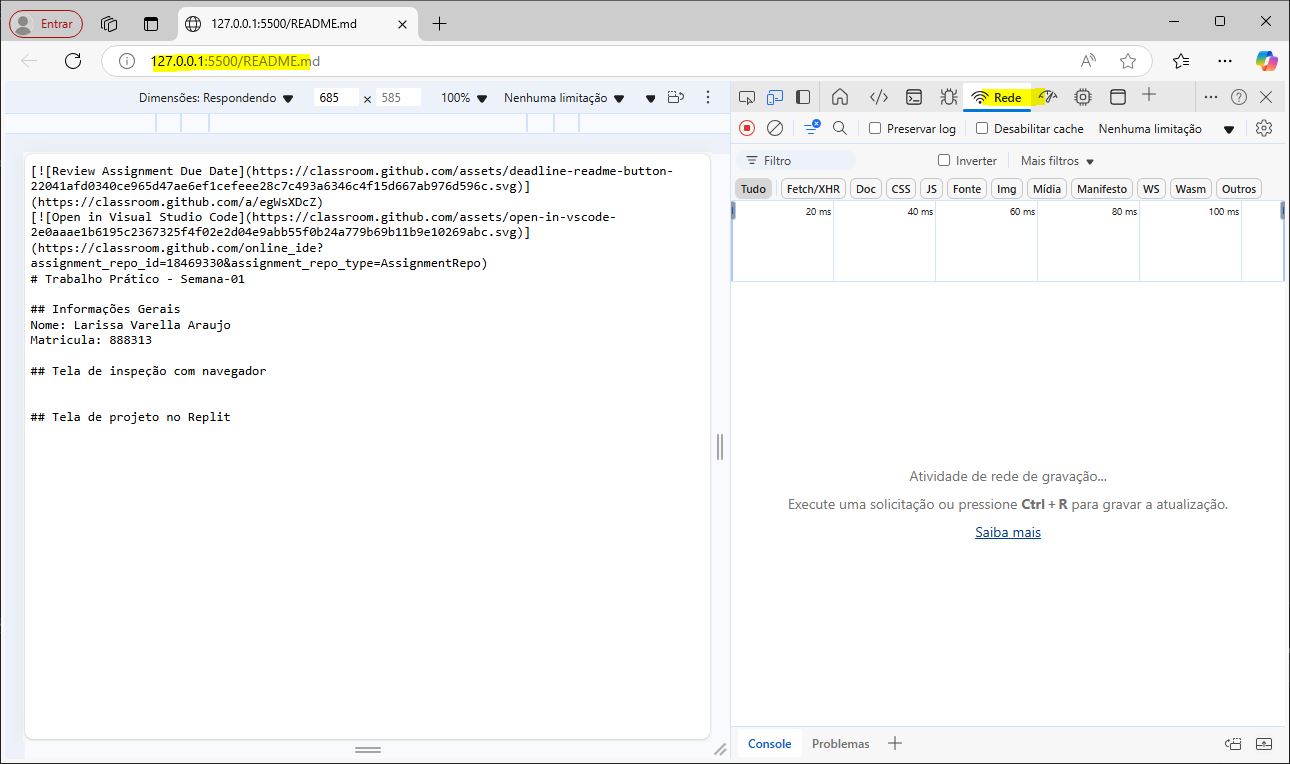 Entrar
127.0.0.1:5500/README.md
127.0.0.1:5500/README.md
Dimensões: Respondendo 685 x 585 100% Nenhuma limitação
[![Review Assignment Due Date](https://classroom.github.com/assets/deadline-readme-button-
22041afd0340ce965d47ae6ef1cefeee28c7c493a6346c4f15d667ab976d596c.svg)]
(https://classroom.github.com/a/egWsXDcZ)
[![Open in Visual Studio Code](https://classroom.github.com/assets/open-in-vscode-
2e0aaae1b6195c2367325f4f02e2d04e9abb55f0b24a779b69b11b9e10269abc.svg)]
(https://classroom.github.com/online_ide?
assignment_repo_id=18469330&assignment_repo_type=AssignmentRepo)
# Trabalho Prático - Semana-01
## Informações Gerais
Nome: Larissa Varella Araujo
Matricula: 888313
## Tela de inspeção com navegador
## Tela de projeto no Replit
Rede
Preservar log Desabilitar cache Nenhuma limitação
Filtro Inverter Mais filtros
Tudo Fetch/XHR Doc CSS JS Fonte Img Mídia Manifesto WS Wasm Outros
20 ms 40 ms 60 ms 80 ms 100 ms
Atividade de rede de gravação...
Execute uma solicitação ou pressione Ctrl + R para gravar a atualização.
Saiba mais
Console Problemas